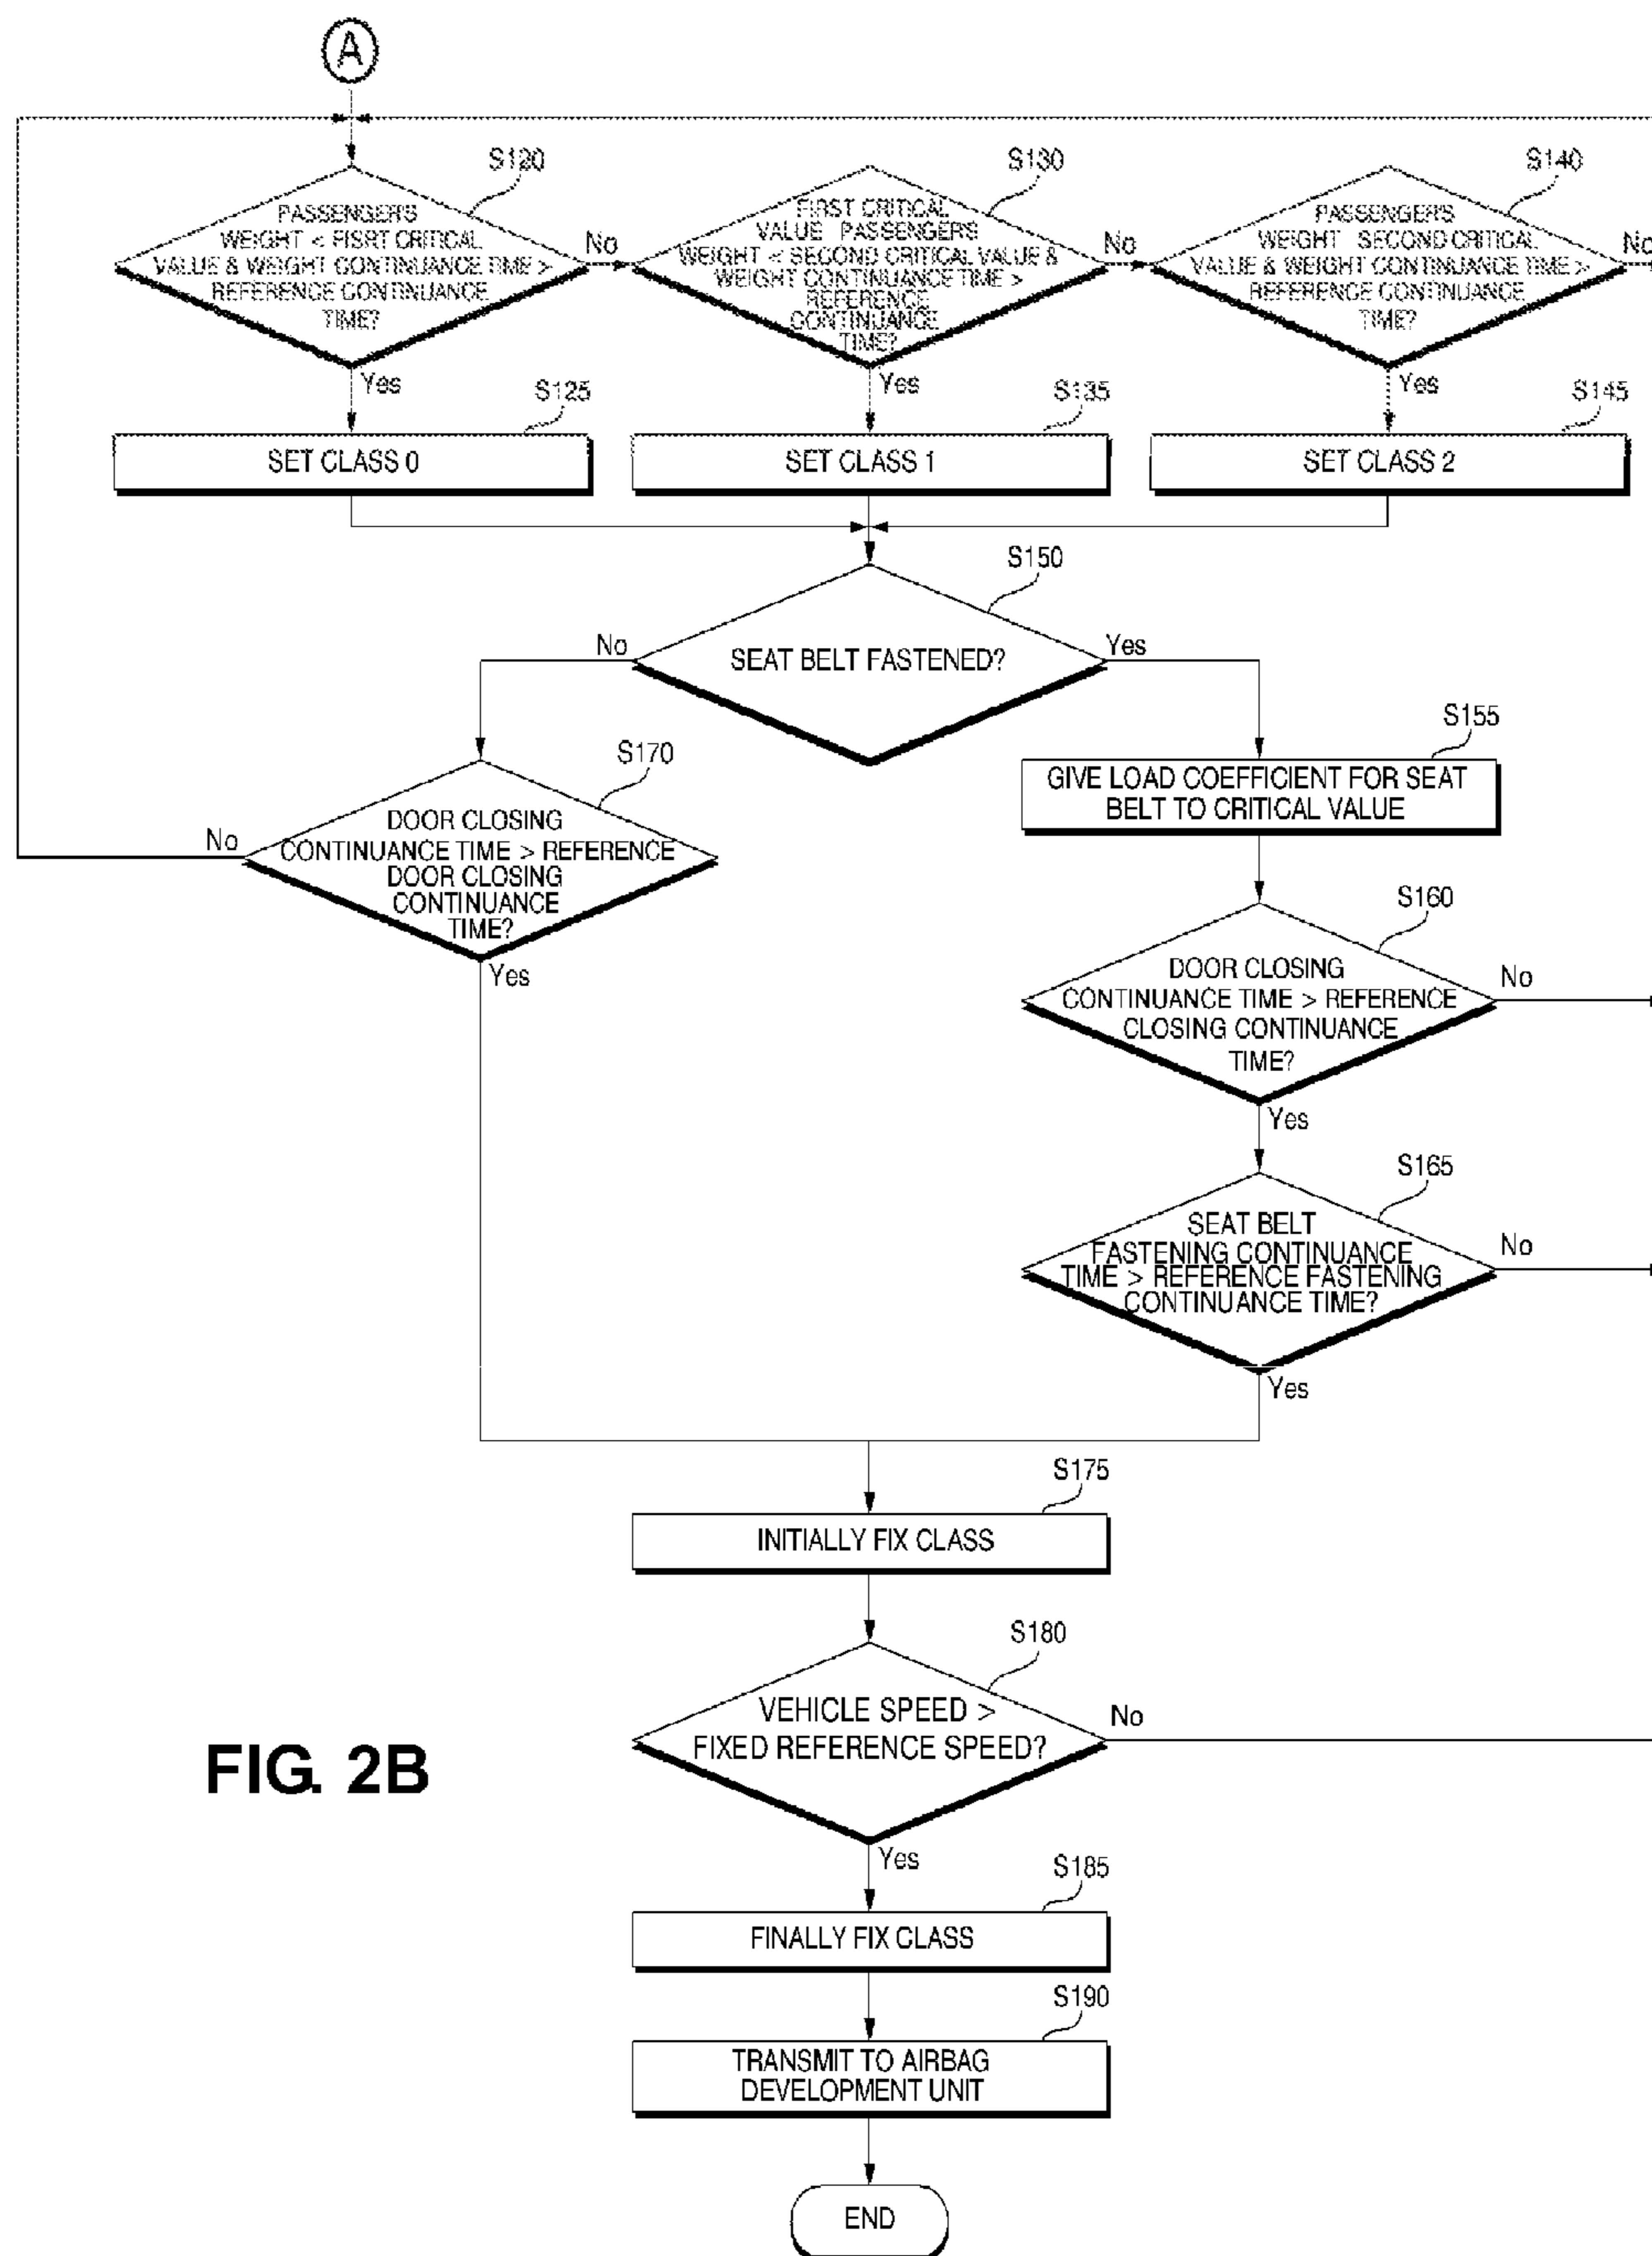 A
S120
PASSENGER'S
WEIGHT < FISRT CRITICAL
VALUE & WEIGHT CONTINUANCE TIME >
REFERENCE CONTINUANCE
TIME?
No
Yes
S130
FIRST CRITICAL
VALUE PASSENGER'S
WEIGHT < SECOND CRITICAL VALUE &
WEIGHT CONTINUANCE TIME >
REFERENCE
CONTINUANCE
TIME?
No
Yes
S140
PASSENGER'S
WEIGHT SECOND CRITICAL
VALUE & WEIGHT CONTINUANCE TIME >
REFERENCE CONTINUANCE
TIME?
No
Yes
S125
SET CLASS 0
S135
SET CLASS 1
S145
SET CLASS 2
S150
SEAT BELT FASTENED?
No
Yes
S155
GIVE LOAD COEFFICIENT FOR SEAT
BELT TO CRITICAL VALUE
S170
DOOR CLOSING
CONTINUANCE TIME > REFERENCE
DOOR CLOSING
CONTINUANCE
TIME?
No
Yes
S160
DOOR CLOSING
CONTINUANCE TIME > REFERENCE
CLOSING CONTINUANCE
TIME?
No
Yes
S165
SEAT BELT
FASTENING CONTINUANCE
TIME > REFERENCE FASTENING
CONTINUANCE TIME?
No
Yes
S175
INITIALLY FIX CLASS
S180
VEHICLE SPEED >
FIXED REFERENCE SPEED?
No
Yes
FIG. 2B
S185
FINALLY FIX CLASS
S190
TRANSMIT TO AIRBAG
DEVELOPMENT UNIT
END